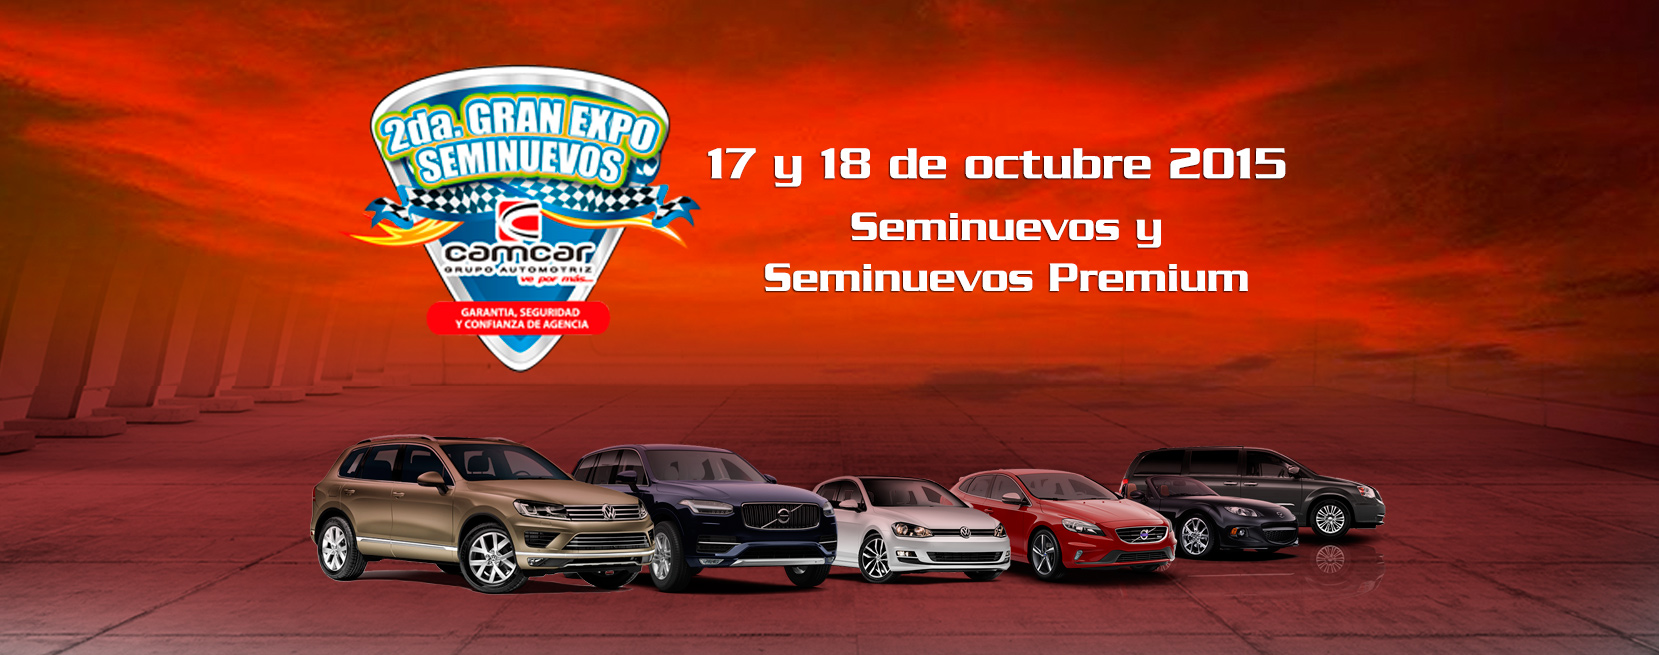 2da. GRAN EXPO
SEMINUEVOS
camcar
GRUPO AUTOMOTRIZ
ve por más...
GARANTIA, SEGURIDAD
Y CONFIANZA DE AGENCIA
17 y 18 de octubre 2015
Seminuevos y
Seminuevos Premium